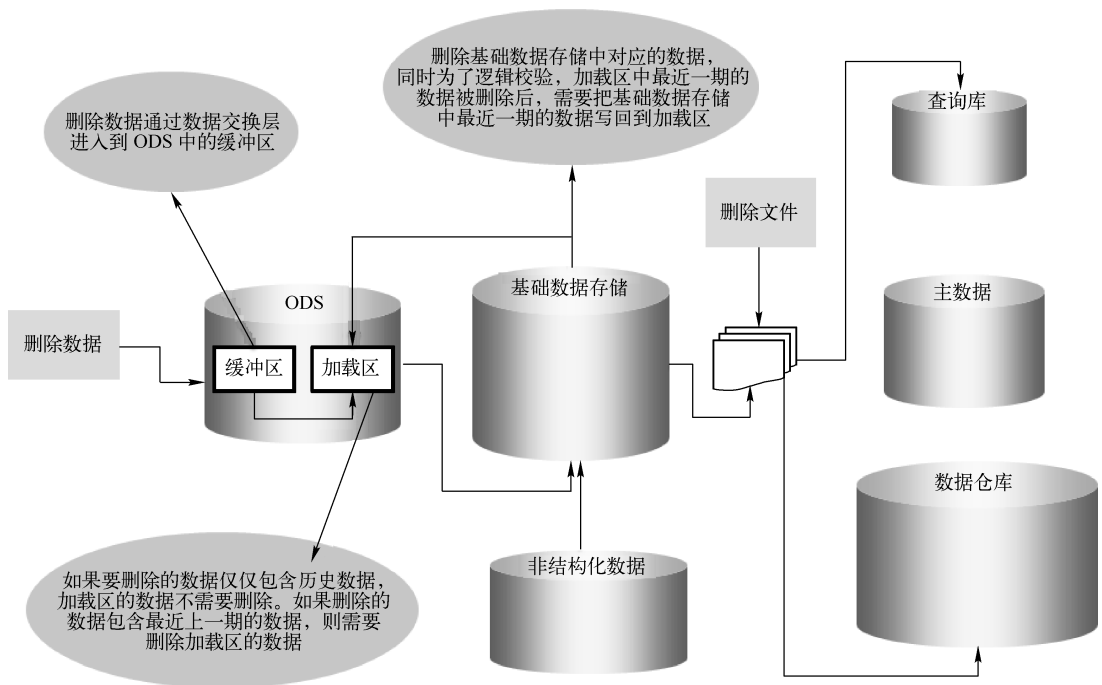 删除基础数据存储中对应的数据，
同时为了逻辑校验，加载区中最近一期的
数据被删除后，需要把基础数据存储
中最近一期的数据写回到加载区
删除数据通过数据交换层
进入到 ODS 中的缓冲区
查询库
删除文件
基础数据存储
主数据
ODS
删除数据
缓冲区
加载区
数据仓库
非结构化数据
如果要删除的数据仅仅包含历史数据，
加载区的数据不需要删除。如果删除的
数据包含最近上一期的数据，则需要
删除加载区的数据